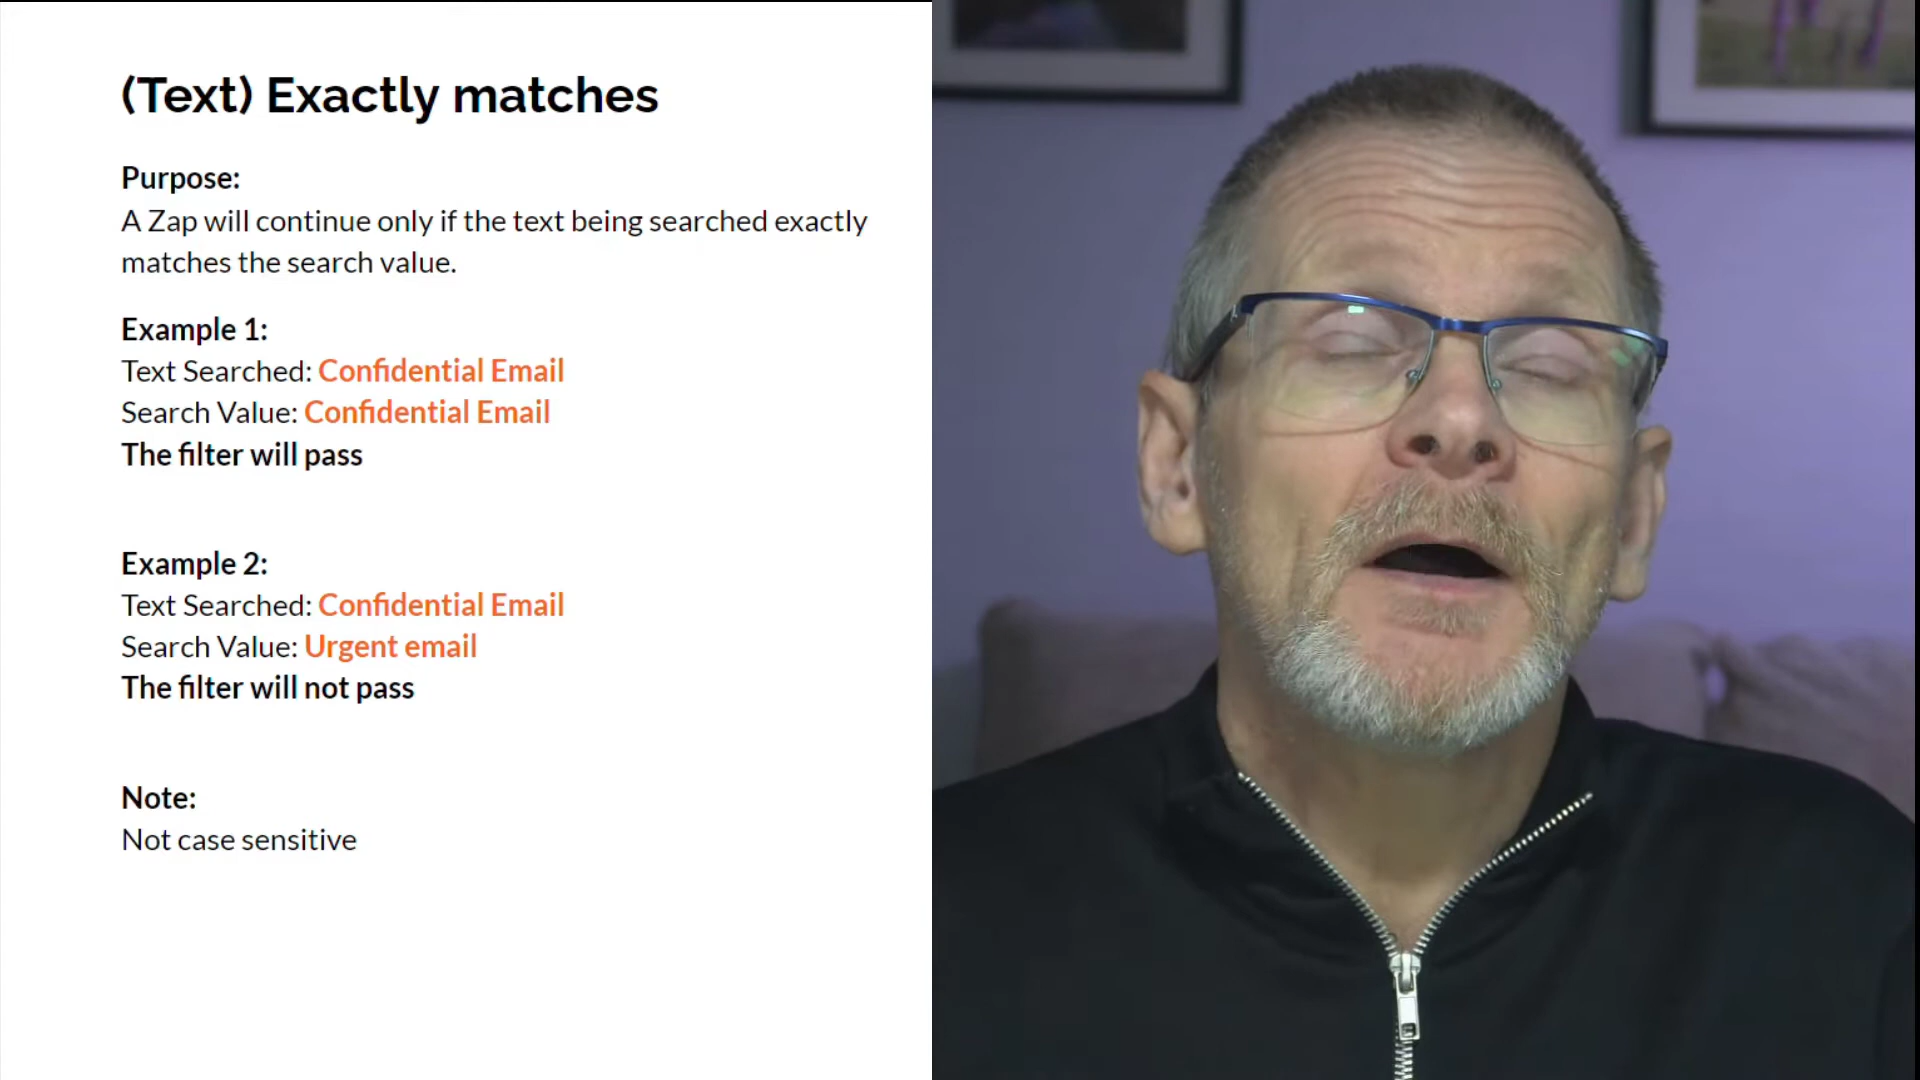 (Text) Exactly matches
Purpose:
A Zap will continue only if the text being searched exactly
matches the search value.
Example 1:
Text Searched: Confidential Email
Search Value: Confidential Email
The filter will pass
Example 2:
Text Searched: Confidential Email
Search Value: Urgent email
The filter will not pass
Note:
Not case sensitive